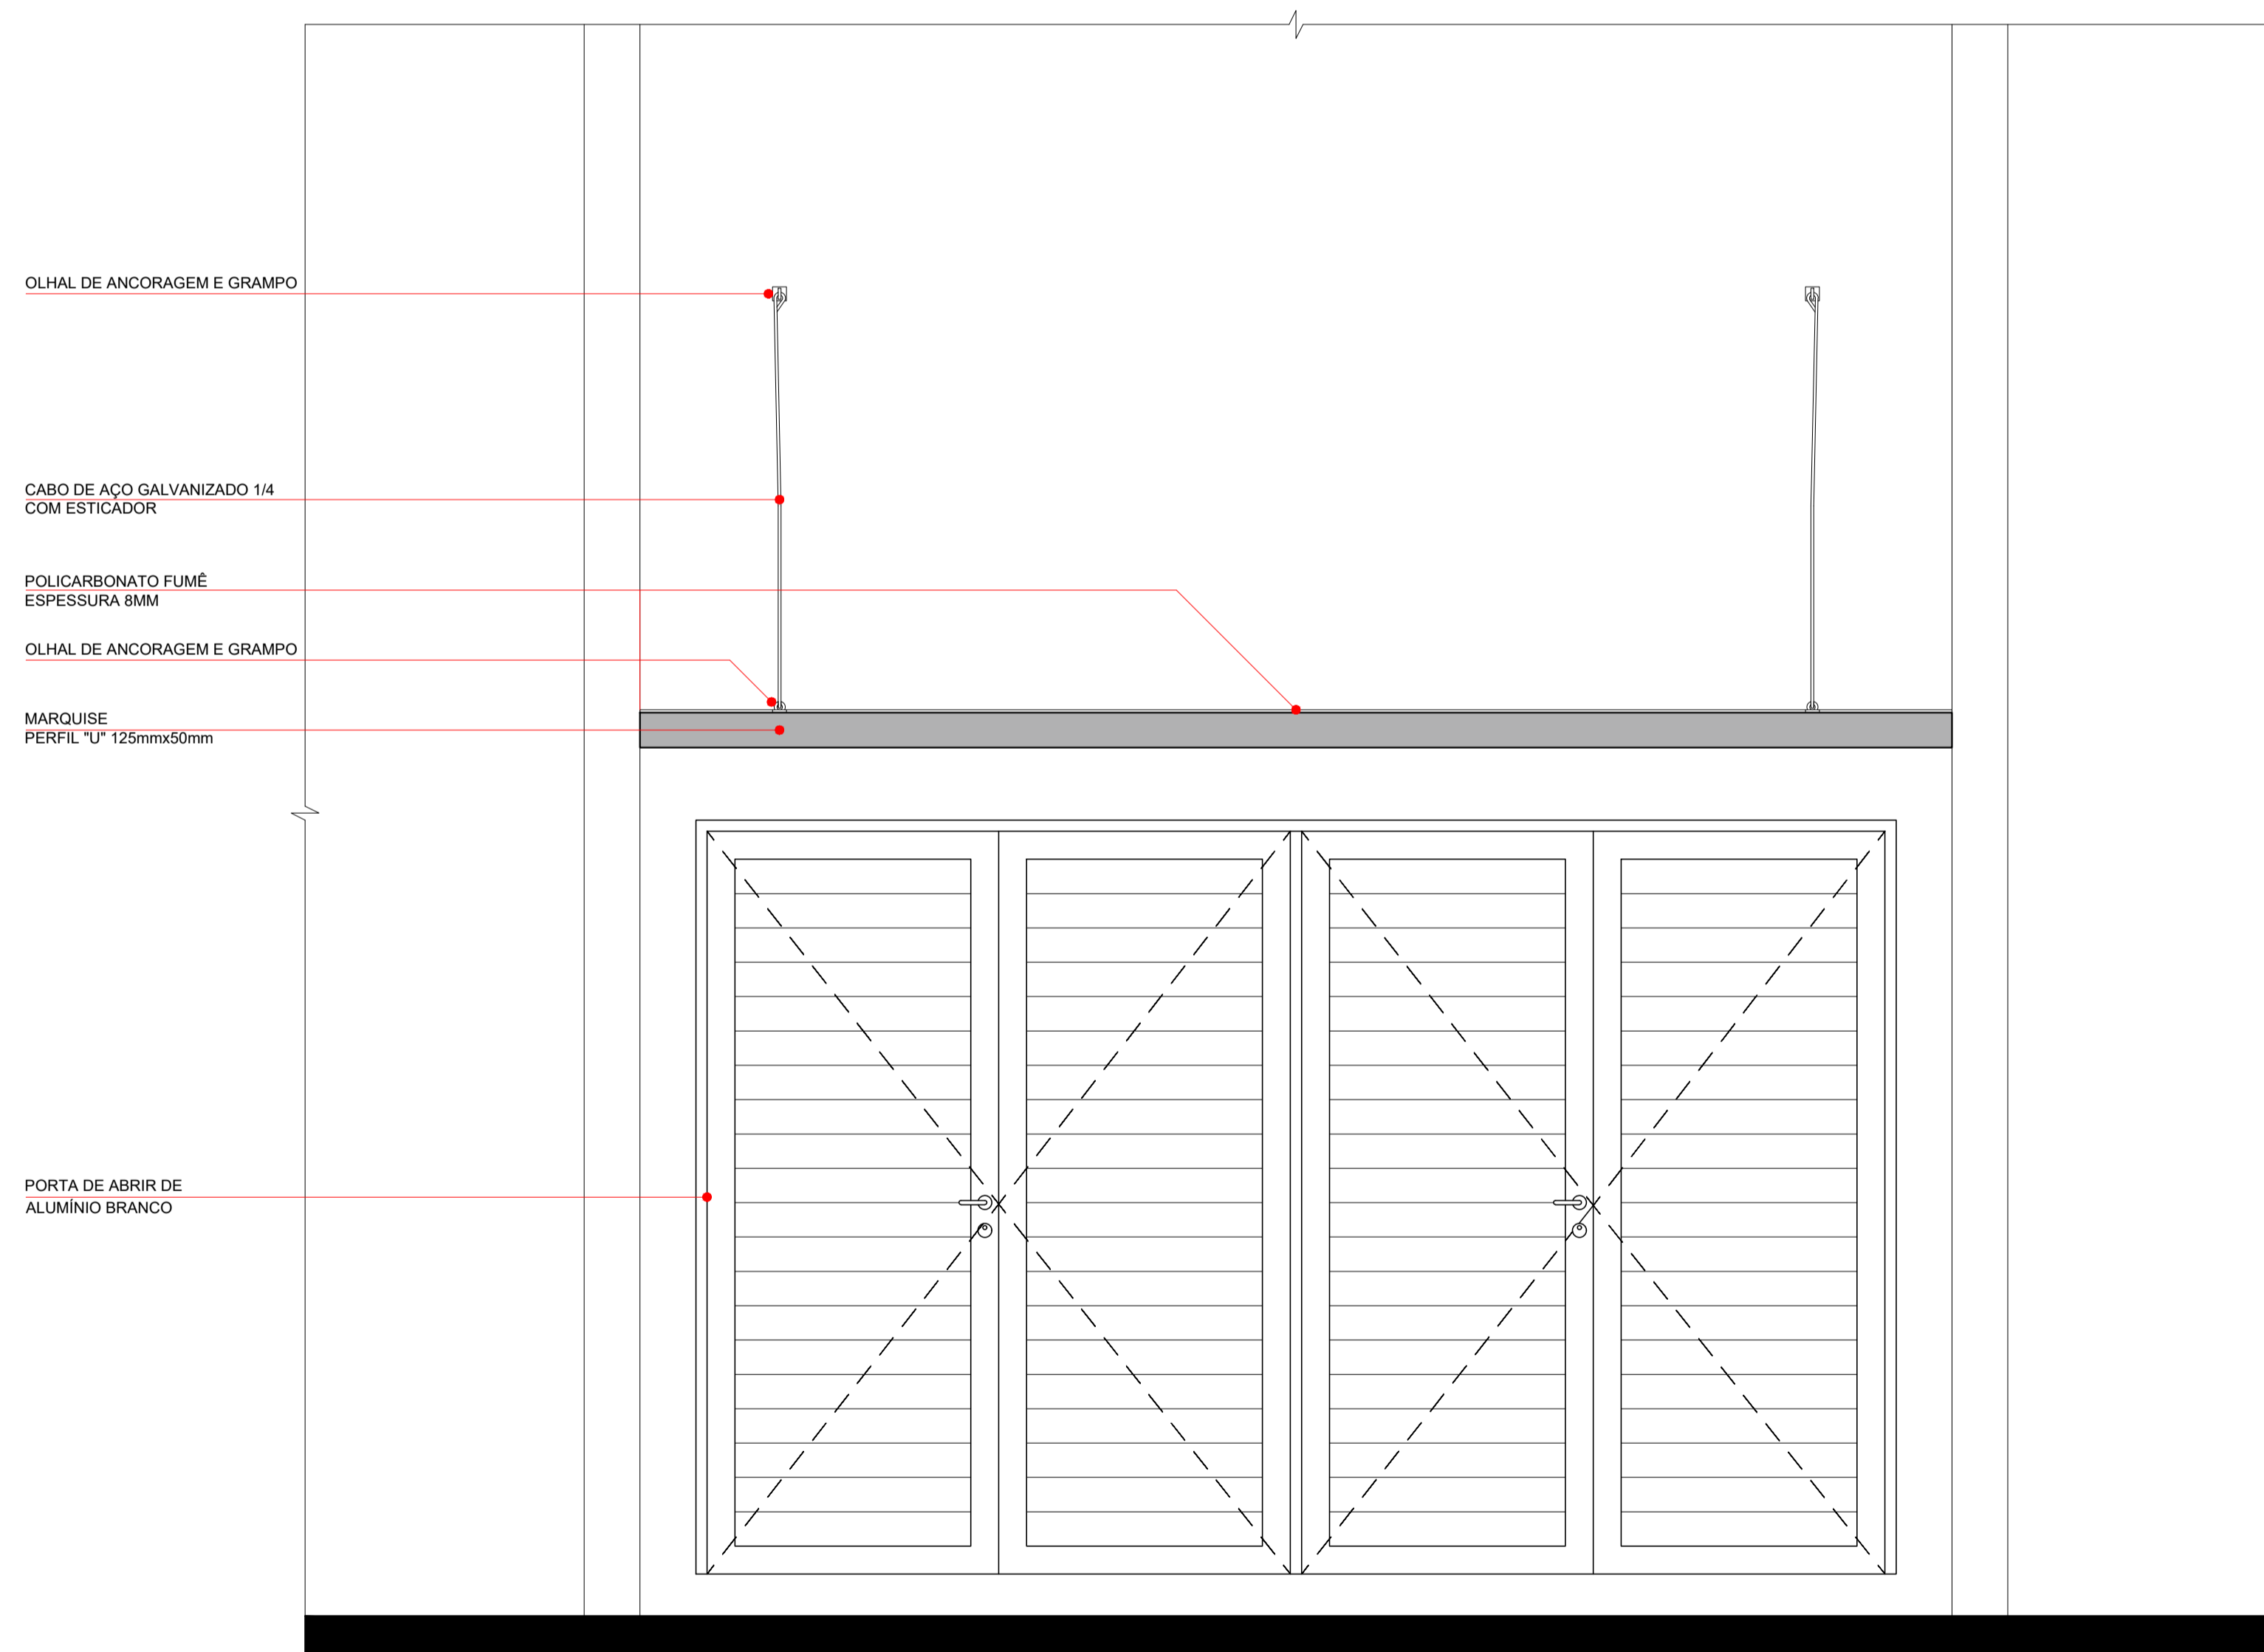 OLHAL DE ANCORAGEM E GRAMPO
CABO DE AÇO GALVANIZADO 1/4
COM ESTICADOR
POLICARBONATO FUMÊ
ESPESSURA 8MM
OLHAL DE ANCORAGEM E GRAMPO
MARQUISE
PERFIL "U" 125mmx50mm
PORTA DE ABRIR DE
ALUMÍNIO BRANCO